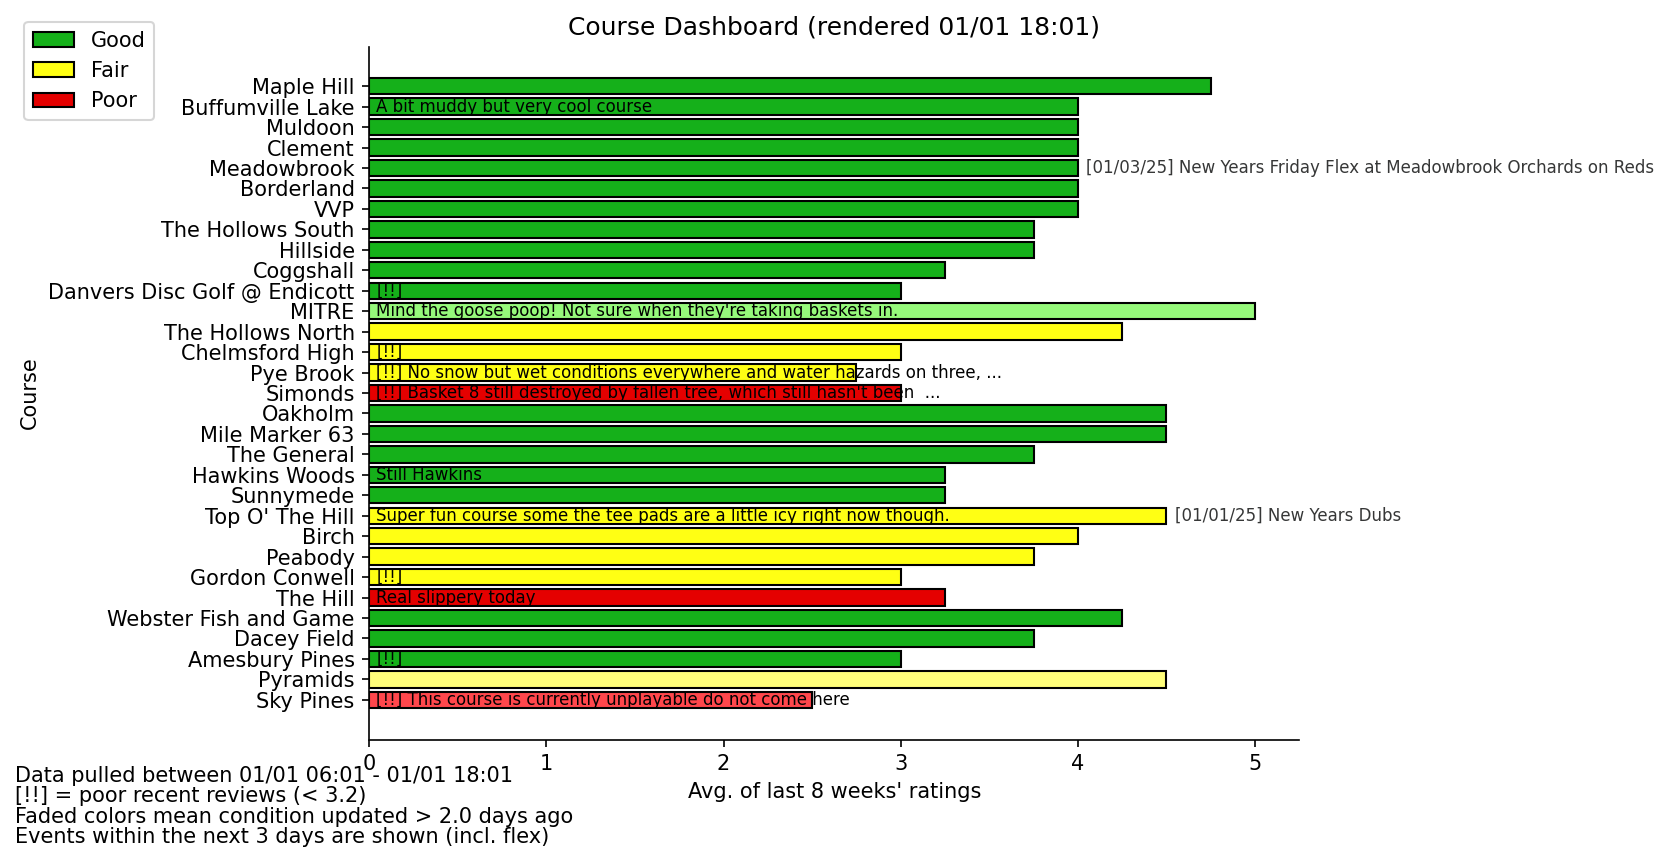 Course Dashboard (rendered 01/01 18:01)
Good
Fair
Poor
Course
Maple Hill
Buffumville Lake A bit muddy but very cool course
Muldoon
Clement
Meadowbrook [01/03/25] New Years Friday Flex at Meadowbrook Orchards on Reds
Borderland
VVP
The Hollows South
Hillside
Coggshall
Danvers Disc Golf @ Endicott [!!]
MITRE Mind the goose poop! Not sure when they're taking baskets in.
The Hollows North
Chelmsford High [!!]
Pye Brook [!!] No snow but wet conditions everywhere and water hazards on three, ...
Simonds [!!] Basket 8 still destroyed by fallen tree, which still hasn't been  ...
Oakholm
Mile Marker 63
The General
Hawkins Woods Still Hawkins
Sunnymede
Top O' The Hill Super fun course some the tee pads are a little icy right now though. [01/01/25] New Years Dubs
Birch
Peabody
Gordon Conwell [!!]
The Hill Real slippery today
Webster Fish and Game
Dacey Field
Amesbury Pines [!!]
Pyramids
Sky Pines [!!] This course is currently unplayable do not come here
0 1 2 3 4 5
Avg. of last 8 weeks' ratings
Data pulled between 01/01 06:01 - 01/01 18:01
[!!] = poor recent reviews (< 3.2)
Faded colors mean condition updated > 2.0 days ago
Events within the next 3 days are shown (incl. flex)